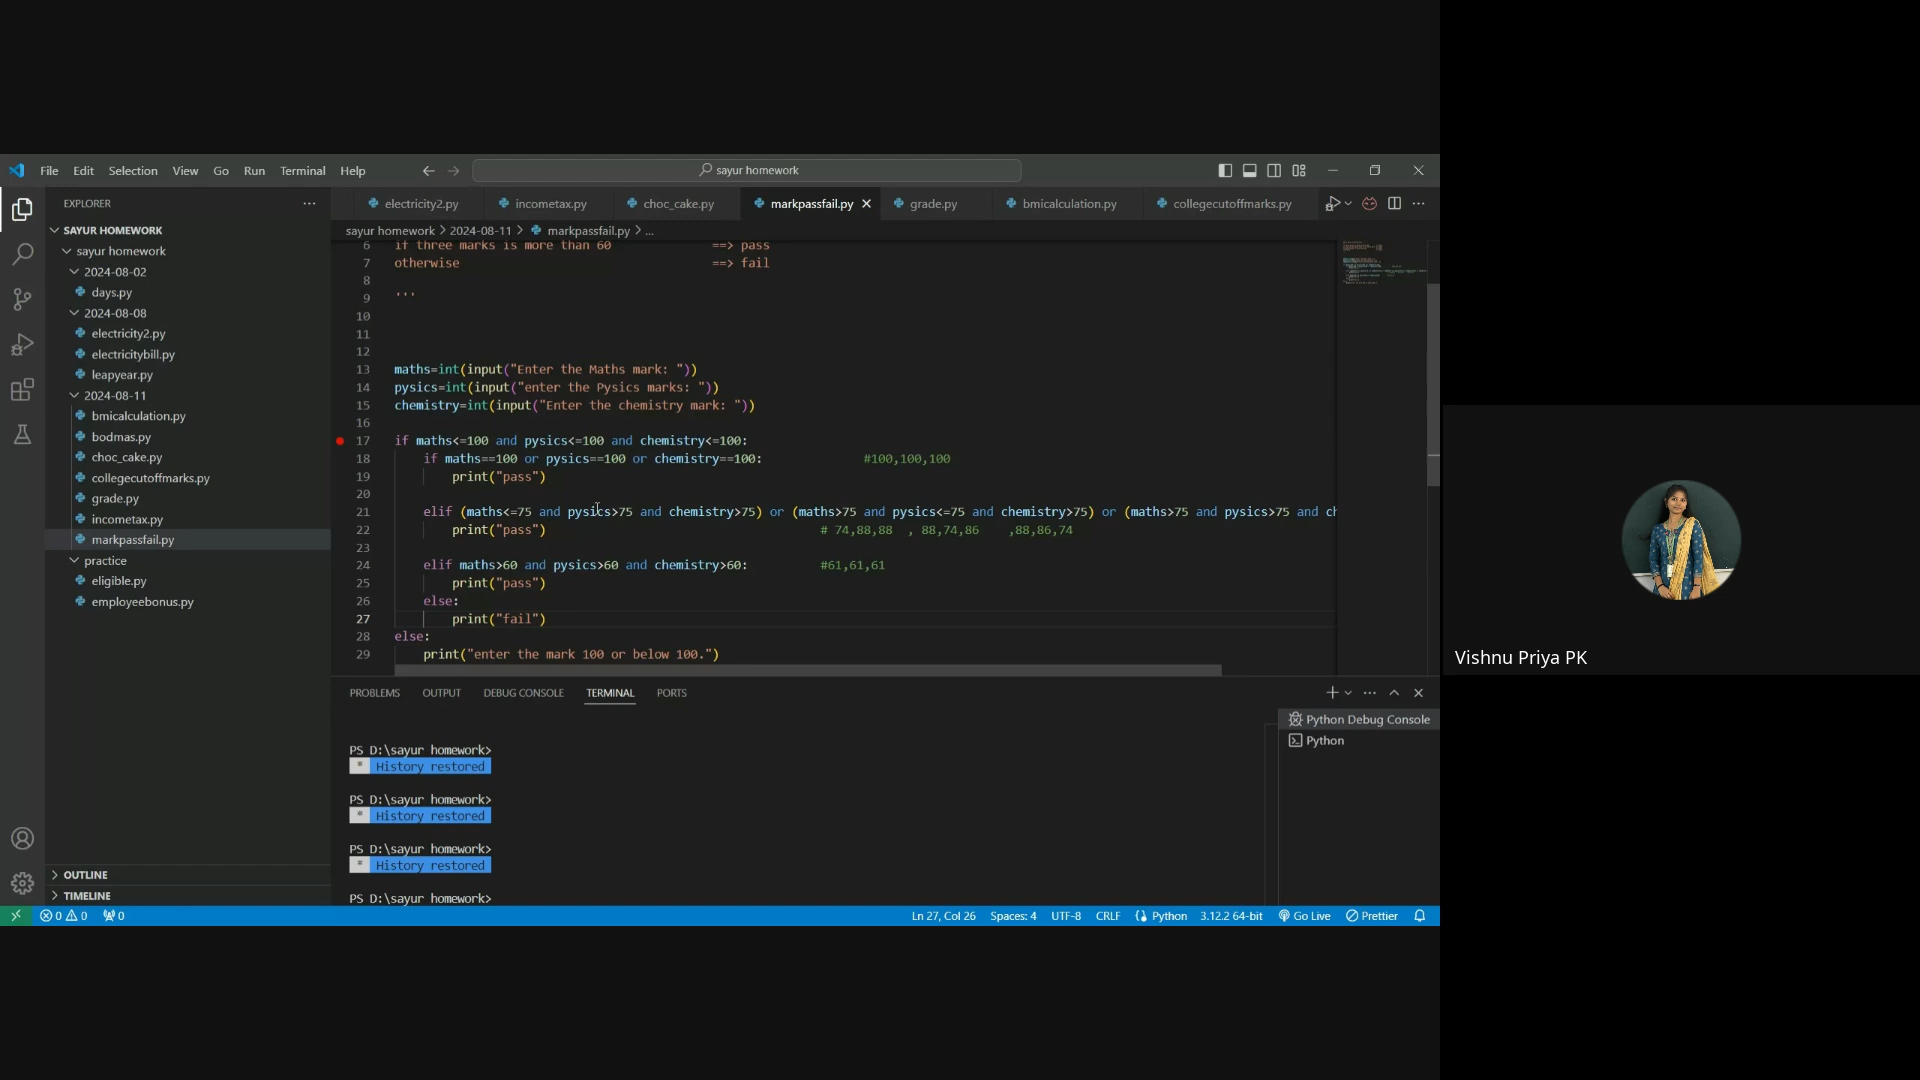 File Edit Selection View Go Run Terminal Help
sayur homework
EXPLORER
electricity2.py incometax.py choc_cake.py markpassfail.py grade.py bmicalculation.py collegecutoffmarks.py
sayur homework > 2024-08-11 > markpassfail.py > ...
SAYUR HOMEWORK
sayur homework
2024-08-02
days.py
2024-08-08
electricity2.py
electricitybill.py
leapyear.py
2024-08-11
bmicalculation.py
bodmas.py
choc_cake.py
collegecutoffmarks.py
grade.py
incometax.py
markpassfail.py
practice
eligible.py
employeebonus.py
OUTLINE
TIMELINE
6 if three marks is more than 60 ==> pass
7 otherwise ==> fail
8
9 '''
10
11
12
13 maths=int(input("Enter the Maths mark: "))
14 pysics=int(input("enter the Pysics marks: "))
15 chemistry=int(input("Enter the chemistry mark: "))
16
17 if maths<=100 and pysics<=100 and chemistry<=100:
18 if maths==100 or pysics==100 or chemistry==100: #100,100,100
19 print("pass")
20
21 elif (maths<=75 and pysics>75 and chemistry>75) or (maths>75 and pysics<=75 and chemistry>75) or (maths>75 and pysics>75 and ch
22 print("pass") # 74,88,88 , 88,74,86 ,88,86,74
23
24 elif maths>60 and pysics>60 and chemistry>60: #61,61,61
25 print("pass")
26 else:
27 print("fail")
28 else:
29 print("enter the mark 100 or below 100.")
PROBLEMS OUTPUT DEBUG CONSOLE TERMINAL PORTS
Python Debug Console
Python
PS D:\sayur homework>
* History restored
PS D:\sayur homework>
* History restored
PS D:\sayur homework>
* History restored
PS D:\sayur homework>
0 0 0 Ln 27, Col 26 Spaces: 4 UTF-8 CRLF Python 3.12.2 64-bit Go Live Prettier
Vishnu Priya PK